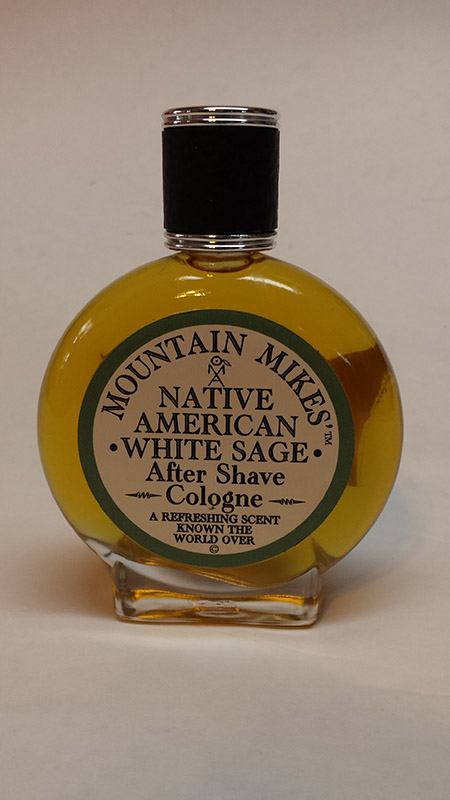 MOUNTAIN MIKES'™
NATIVE
AMERICAN
•WHITE SAGE•
After Shave
Cologne
A REFRESHING SCENT
KNOWN THE
WORLD OVER
©